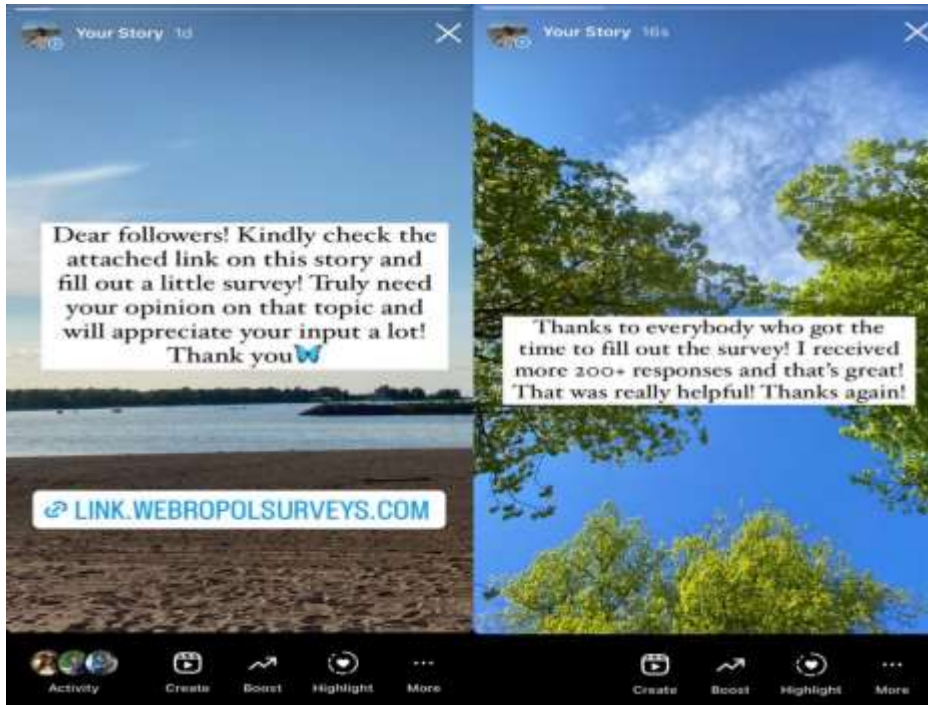 Your Story 1d
Dear followers! Kindly check the
attached link on this story and
fill out a little survey! Truly need
your opinion on that topic and
will appreciate your input a lot!
Thank you🦋
LINK.WEBROPOLSURVEYS.COM
Activity Create Boost Highlight More
Your Story 16s
Thanks to everybody who got the
time to fill out the survey! I received
more 200+ responses and that's great!
That was really helpful! Thanks again!
Create Boost Highlight More